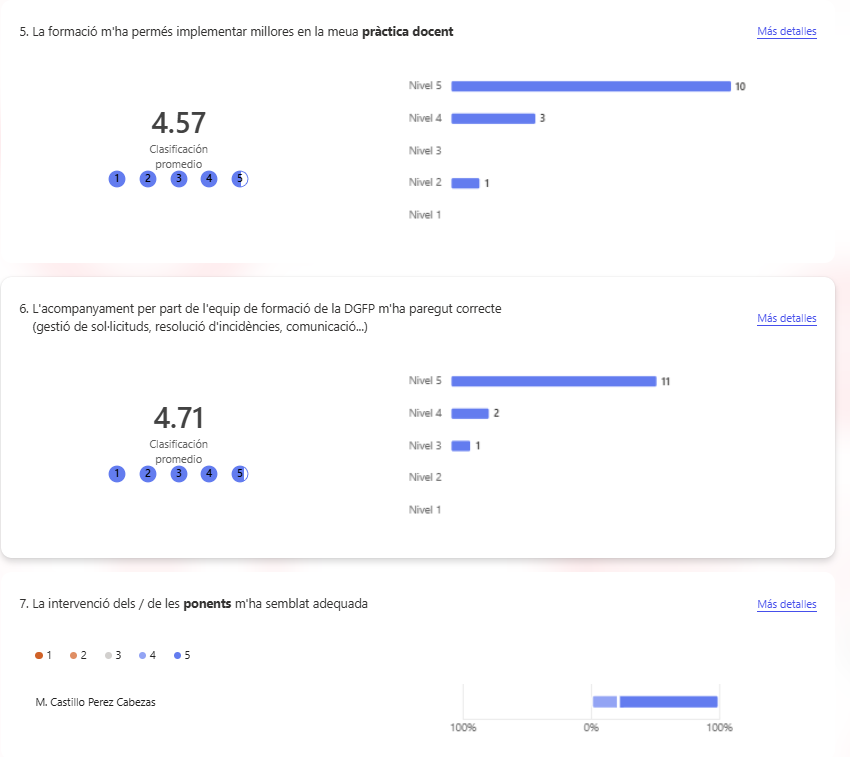 5. La formació m'ha permés implementar millores en la meua pràctica docent
Más detalles
4.57
Clasificación
promedio
1 2 3 4 5
Nivel 5 10
Nivel 4 3
Nivel 3
Nivel 2 1
Nivel 1
6. L'acompanyament per part de l'equip de formació de la DGFP m'ha paregut correcte
(gestió de sol·licituds, resolució d'incidències, comunicació...)
Más detalles
4.71
Clasificación
promedio
1 2 3 4 5
Nivel 5 11
Nivel 4 2
Nivel 3 1
Nivel 2
Nivel 1
7. La intervenció dels / de les ponents m'ha semblat adequada
Más detalles
1 2 3 4 5
M. Castillo Perez Cabezas
100% 0% 100%